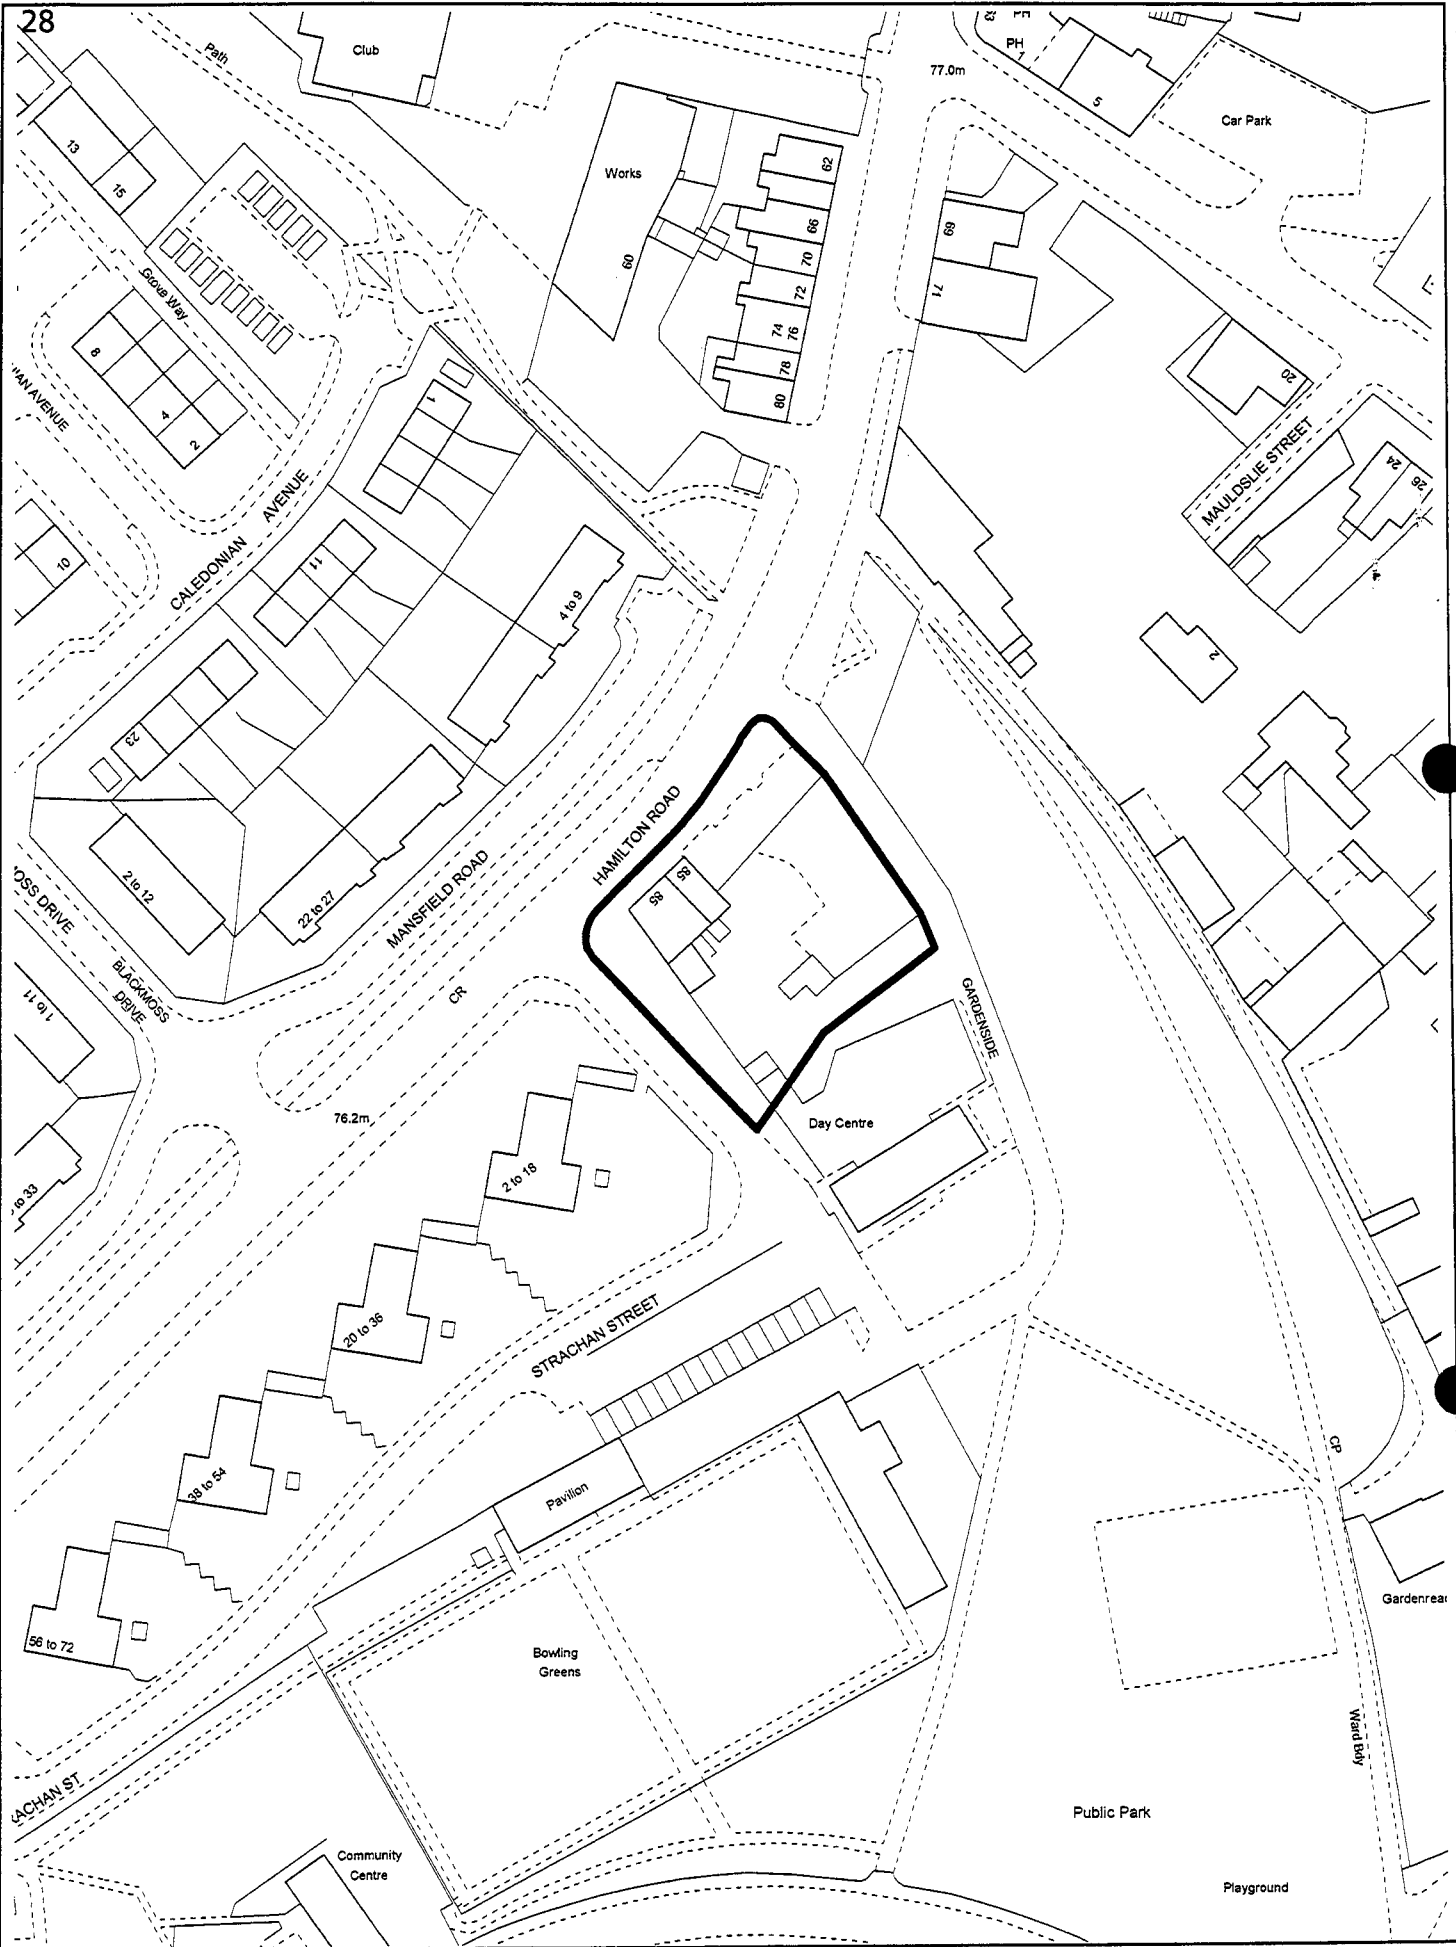 28
Path
Club
PH
PH
77.0m
5
Car Park
13
15
Works
62
66
70
72
74
76
78
80
60
69
71
Grove Way
8
4
2
AVENUE
1
20
MAULDSLIE STREET
24
26
CALEDONIAN AVENUE
10
11
4 to 9
2
23
HAMILTON ROAD
2 to 12
22 to 27
MANSFIELD ROAD
85
85
OSS DRIVE
BLACKMOSS
DRIVE
CR
1 to 11
GARDENSIDE
76.2m
Day Centre
to 33
2 to 18
20 to 36
STRACHAN STREET
38 to 54
Pavilion
CP
Gardenrea
56 to 72
Bowling
Greens
Ward Bdy
ACHAN ST
Public Park
Community
Centre
Playground